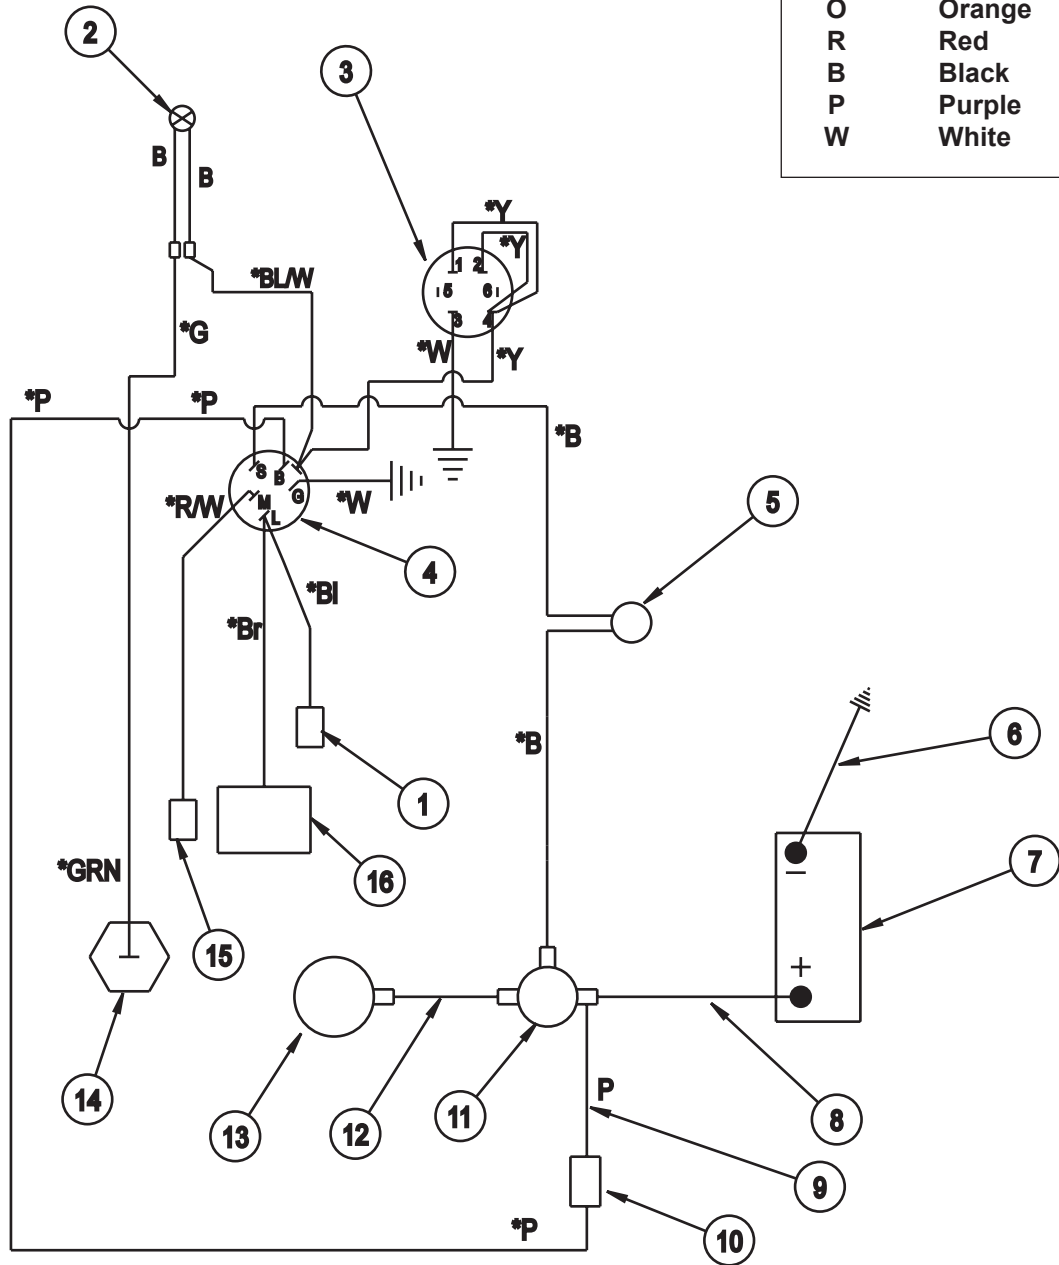 O Orange
R Red
B Black
P Purple
W White
2
3
B
B
*Y
*Y
1 2
5 6
3 4
*BL/W
*G
*W
*Y
*P
*P
*B
S
B
G
M
L
*R/W
*W
5
4
*Bl
*Br
*B
6
1
7
16
*GRN
15
−
+
14
13
12
11
P
8
9
*P
10